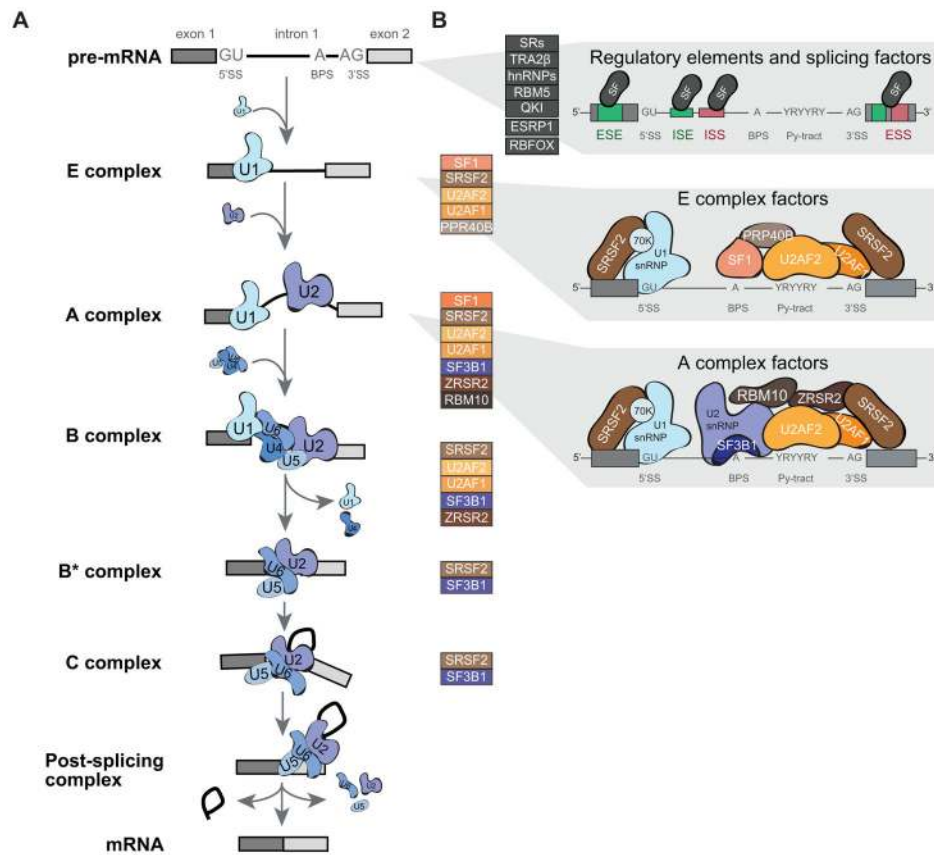 A
exon 1
intron 1
exon 2
pre-mRNA
GU
A
AG
5'SS
BPS
3'SS
U1
E complex
U1
U2
A complex
U1
U2
U5
U6
U4
B complex
U1
U6
U4
U2
U5
U1
U4
B* complex
U6
U2
U5
C complex
U2
U5
U6
Post-splicing
complex
U5
U6
U2
U6
U2
U5
mRNA
SF1
SRSF2
U2AF2
U2AF1
PPR40B
SF1
SRSF2
U2AF2
U2AF1
SF3B1
ZRSR2
RBM10
SRSF2
U2AF2
U2AF1
SF3B1
ZRSR2
SRSF2
SF3B1
SRSF2
SF3B1
B
SRs
TRA2β
hnRNPs
RBM5
QKI
ESRP1
RBFOX
Regulatory elements and splicing factors
SF
SF
SF
SF
5'
GU
A
YRYYRY
AG
3'
ESE
5'SS
ISE
ISS
BPS
Py-tract
3'SS
ESS
E complex factors
SRSF2
70K
U1
snRNP
PRP40B
SF1
U2AF2
U2AF1
SRSF2
5'
GU
A
YRYYRY
AG
3'
5'SS
BPS
Py-tract
3'SS
A complex factors
SRSF2
70K
U1
snRNP
U2
snRNP
SF3B1
RBM10
ZRSR2
U2AF2
U2AF1
SRSF2
5'
GU
A
YRYYRY
AG
3'
5'SS
BPS
Py-tract
3'SS